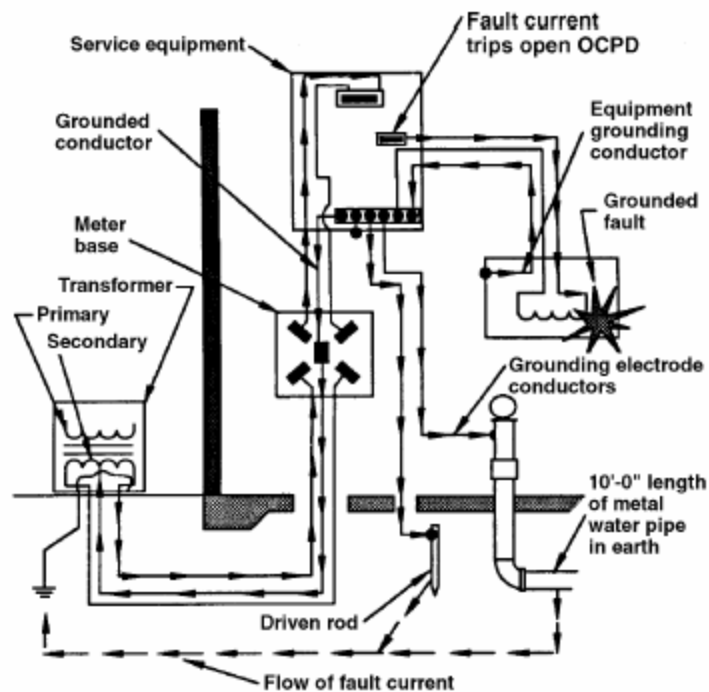 Fault current
trips open OCPD
Service equipment
Equipment
grounding
conductor
Grounded
conductor
Grounded
fault
Meter
base
Transformer
Primary
Secondary
Grounding electrode
conductors
10'-0" length
of metal
water pipe
in earth
Driven rod
Flow of fault current